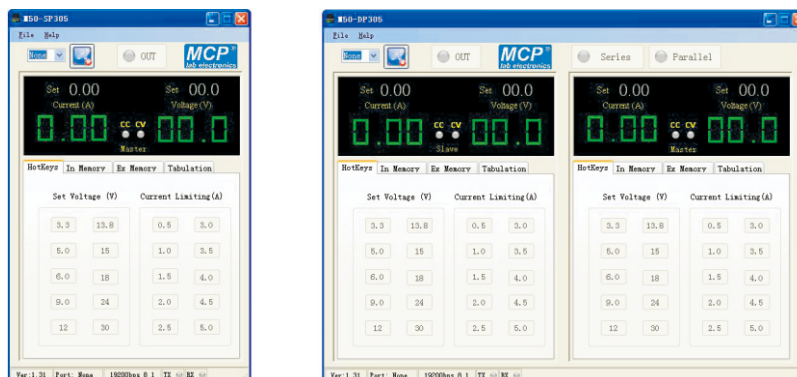 M50-SP305
File Help
None OUT MCP®
lab electronics
Set 0.00 Set 00.0
Current (A) Voltage (V)
0.00 CC CV 00.0
Master
HotKeys In Memory Ex Memory Tabulation
Set Voltage (V) Current Limiting(A)
3.3 13.8 0.5 3.0
5.0 15 1.0 3.5
6.0 18 1.5 4.0
9.0 24 2.0 4.5
12 30 2.5 5.0
Ver:1.31 Port: None 19200bps 8 1 TX RX
M50-DP305
File Help
None OUT MCP® Series Parallel
lab electronics
Set 0.00 Set 00.0
Current (A) Voltage (V)
0.00 CC CV 00.0
Slave
HotKeys In Memory Ex Memory Tabulation
Set Voltage (V) Current Limiting(A)
3.3 13.8 0.5 3.0
5.0 15 1.0 3.5
6.0 18 1.5 4.0
9.0 24 2.0 4.5
12 30 2.5 5.0
Set 0.00 Set 00.0
Current (A) Voltage (V)
0.00 CC CV 00.0
Master
HotKeys In Memory Ex Memory Tabulation
Set Voltage (V) Current Limiting(A)
3.3 13.8 0.5 3.0
5.0 15 1.0 3.5
6.0 18 1.5 4.0
9.0 24 2.0 4.5
12 30 2.5 5.0
Ver:1.31 Port: None 19200bps 8 1 TX RX